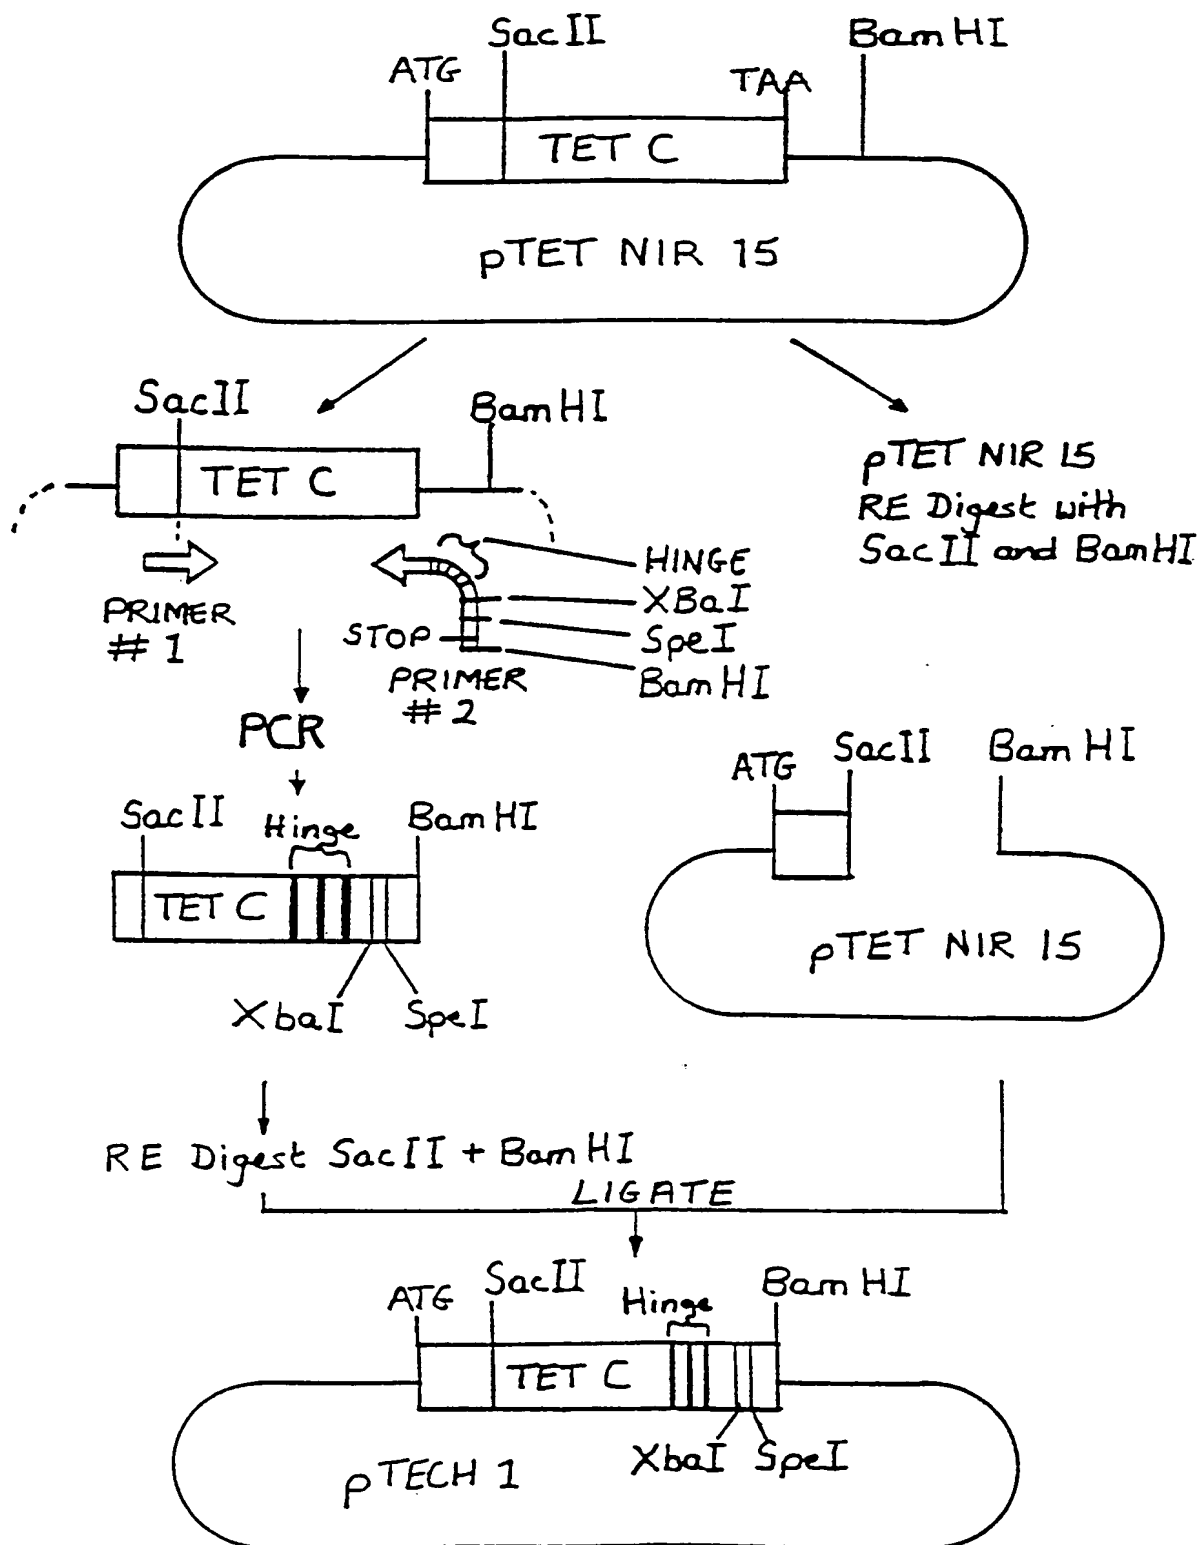 SacII
BamHI
ATG
TAA
TET C
pTET NIR 15
SacII
BamHI
TET C
pTET NIR 15
RE Digest with
SacII and BamHI
HINGE
XBaI
SpeI
BamHI
STOP
PRIMER
# 1
PRIMER
# 2
PCR
SacII
Hinge
BamHI
TET C
XbaI
SpeI
ATG
SacII
BamHI
pTET NIR 15
RE Digest SacII + BamHI
LIGATE
ATG
SacII
Hinge
BamHI
TET C
XbaI
SpeI
pTECH 1